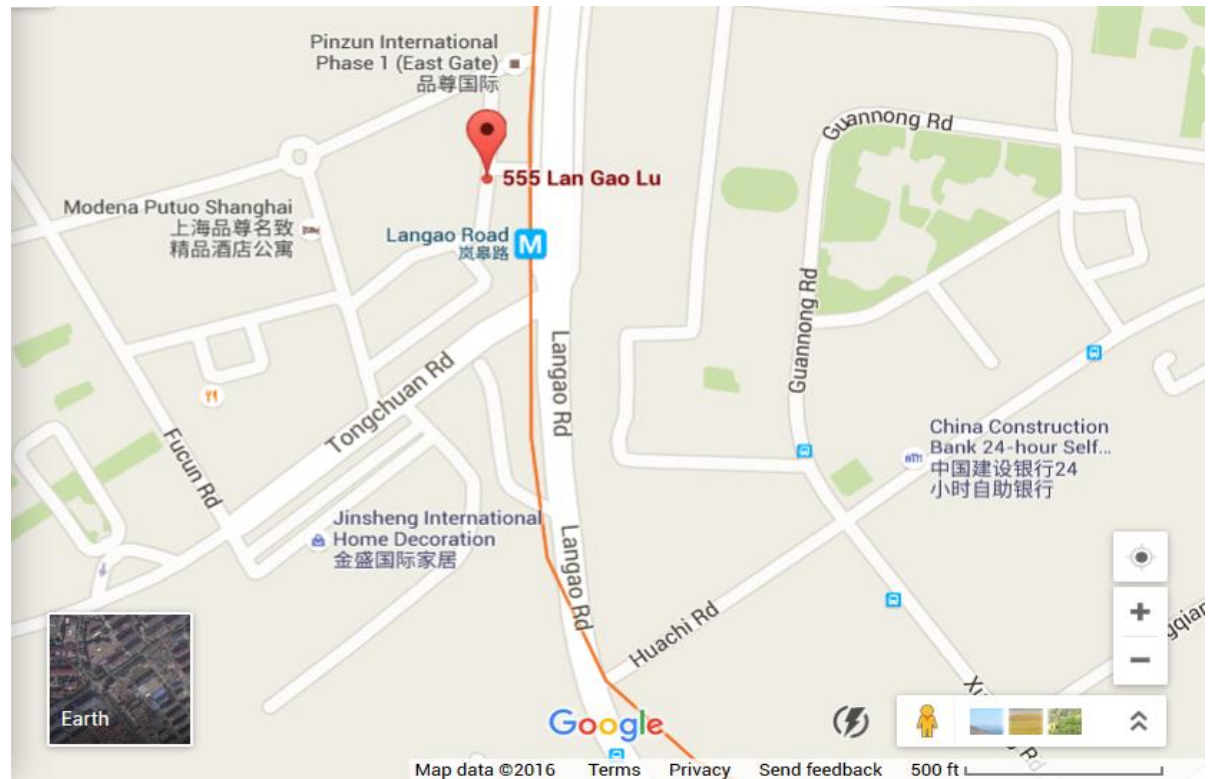 Pinzun International
Phase 1 (East Gate)
品尊国际
Guannong Rd
555 Lan Gao Lu
Modena Putuo Shanghai
上海品尊名致
精品酒店公寓
Langao Road
岚皋路
M
Guannong Rd
Langao Rd
Tongchuan Rd
Fucun Rd
China Construction
Bank 24-hour Self...
中国建设银行24
小时自助银行
ATM
Jinsheng International
Home Decoration
金盛国际家居
Langao Rd
Huachi Rd
Rd
+
−
Earth
Google
Map data ©2016 Terms Privacy Send feedback 500 ft